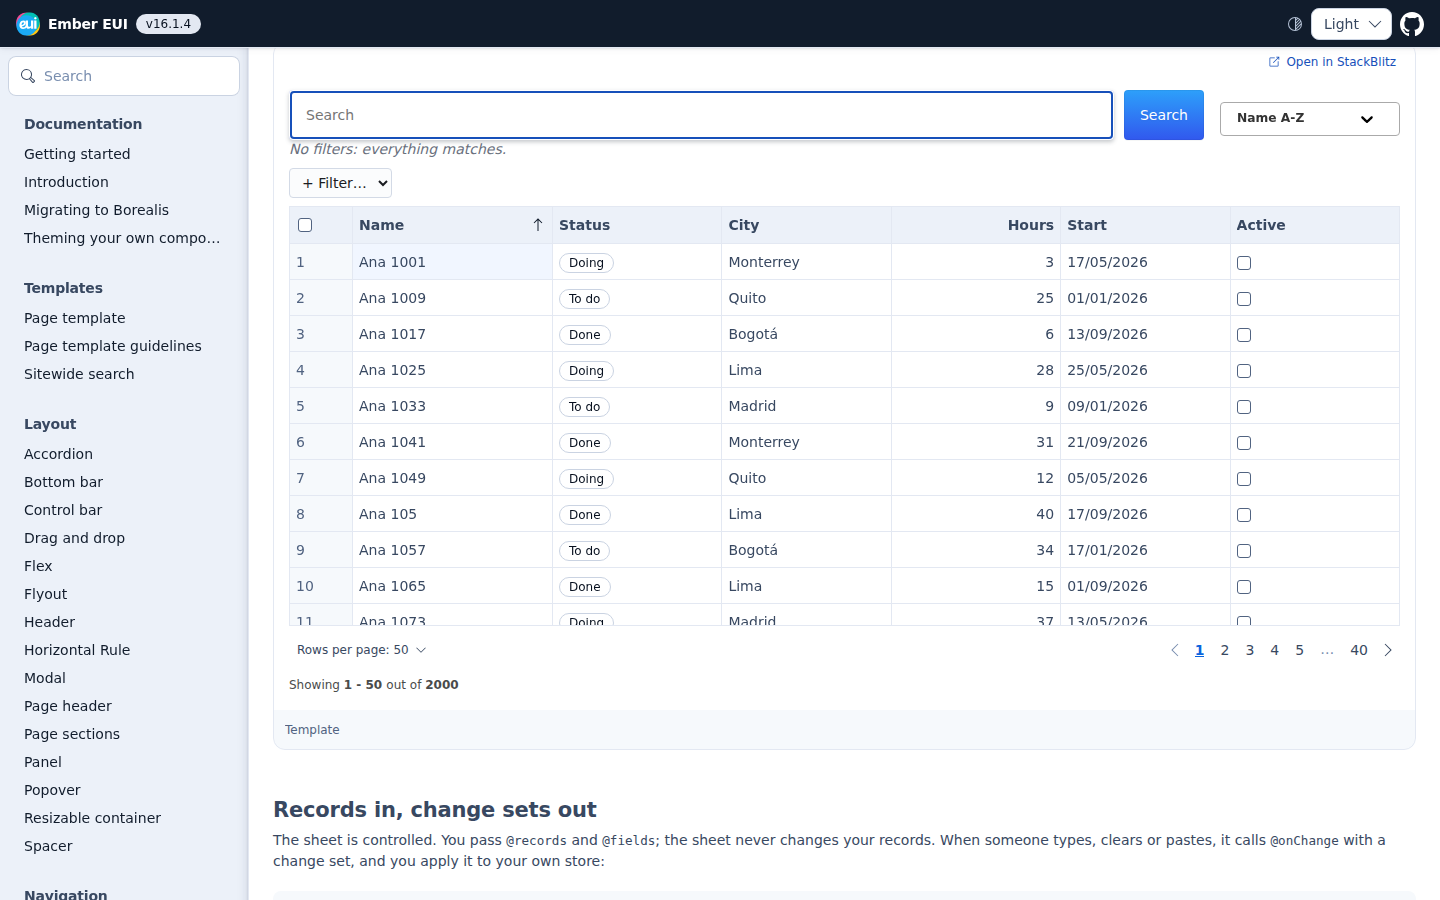 Ember EUI v16.1.4 Light
Search
Documentation
Getting started
Introduction
Migrating to Borealis
Theming your own compo…
Templates
Page template
Page template guidelines
Sitewide search
Layout
Accordion
Bottom bar
Control bar
Drag and drop
Flex
Flyout
Header
Horizontal Rule
Modal
Page header
Page sections
Panel
Popover
Resizable container
Spacer
Navigation
Open in StackBlitz
Search Search Name A-Z
No filters: everything matches.
+ Filter...
Name Status City Hours Start Active
1 Ana 1001 Doing Monterrey 3 17/05/2026
2 Ana 1009 To do Quito 25 01/01/2026
3 Ana 1017 Done Bogotá 6 13/09/2026
4 Ana 1025 Doing Lima 28 25/05/2026
5 Ana 1033 To do Madrid 9 09/01/2026
6 Ana 1041 Done Monterrey 31 21/09/2026
7 Ana 1049 Doing Quito 12 05/05/2026
8 Ana 105 Done Lima 40 17/09/2026
9 Ana 1057 To do Bogotá 34 17/01/2026
10 Ana 1065 Done Lima 15 01/09/2026
11 Ana 1073 Doing Madrid 37 13/05/2026
Rows per page: 50 1 2 3 4 5 … 40
Showing 1 - 50 out of 2000
Template
Records in, change sets out
The sheet is controlled. You pass @records and @fields; the sheet never changes your records. When someone types, clears or pastes, it calls @onChange with a
change set, and you apply it to your own store: